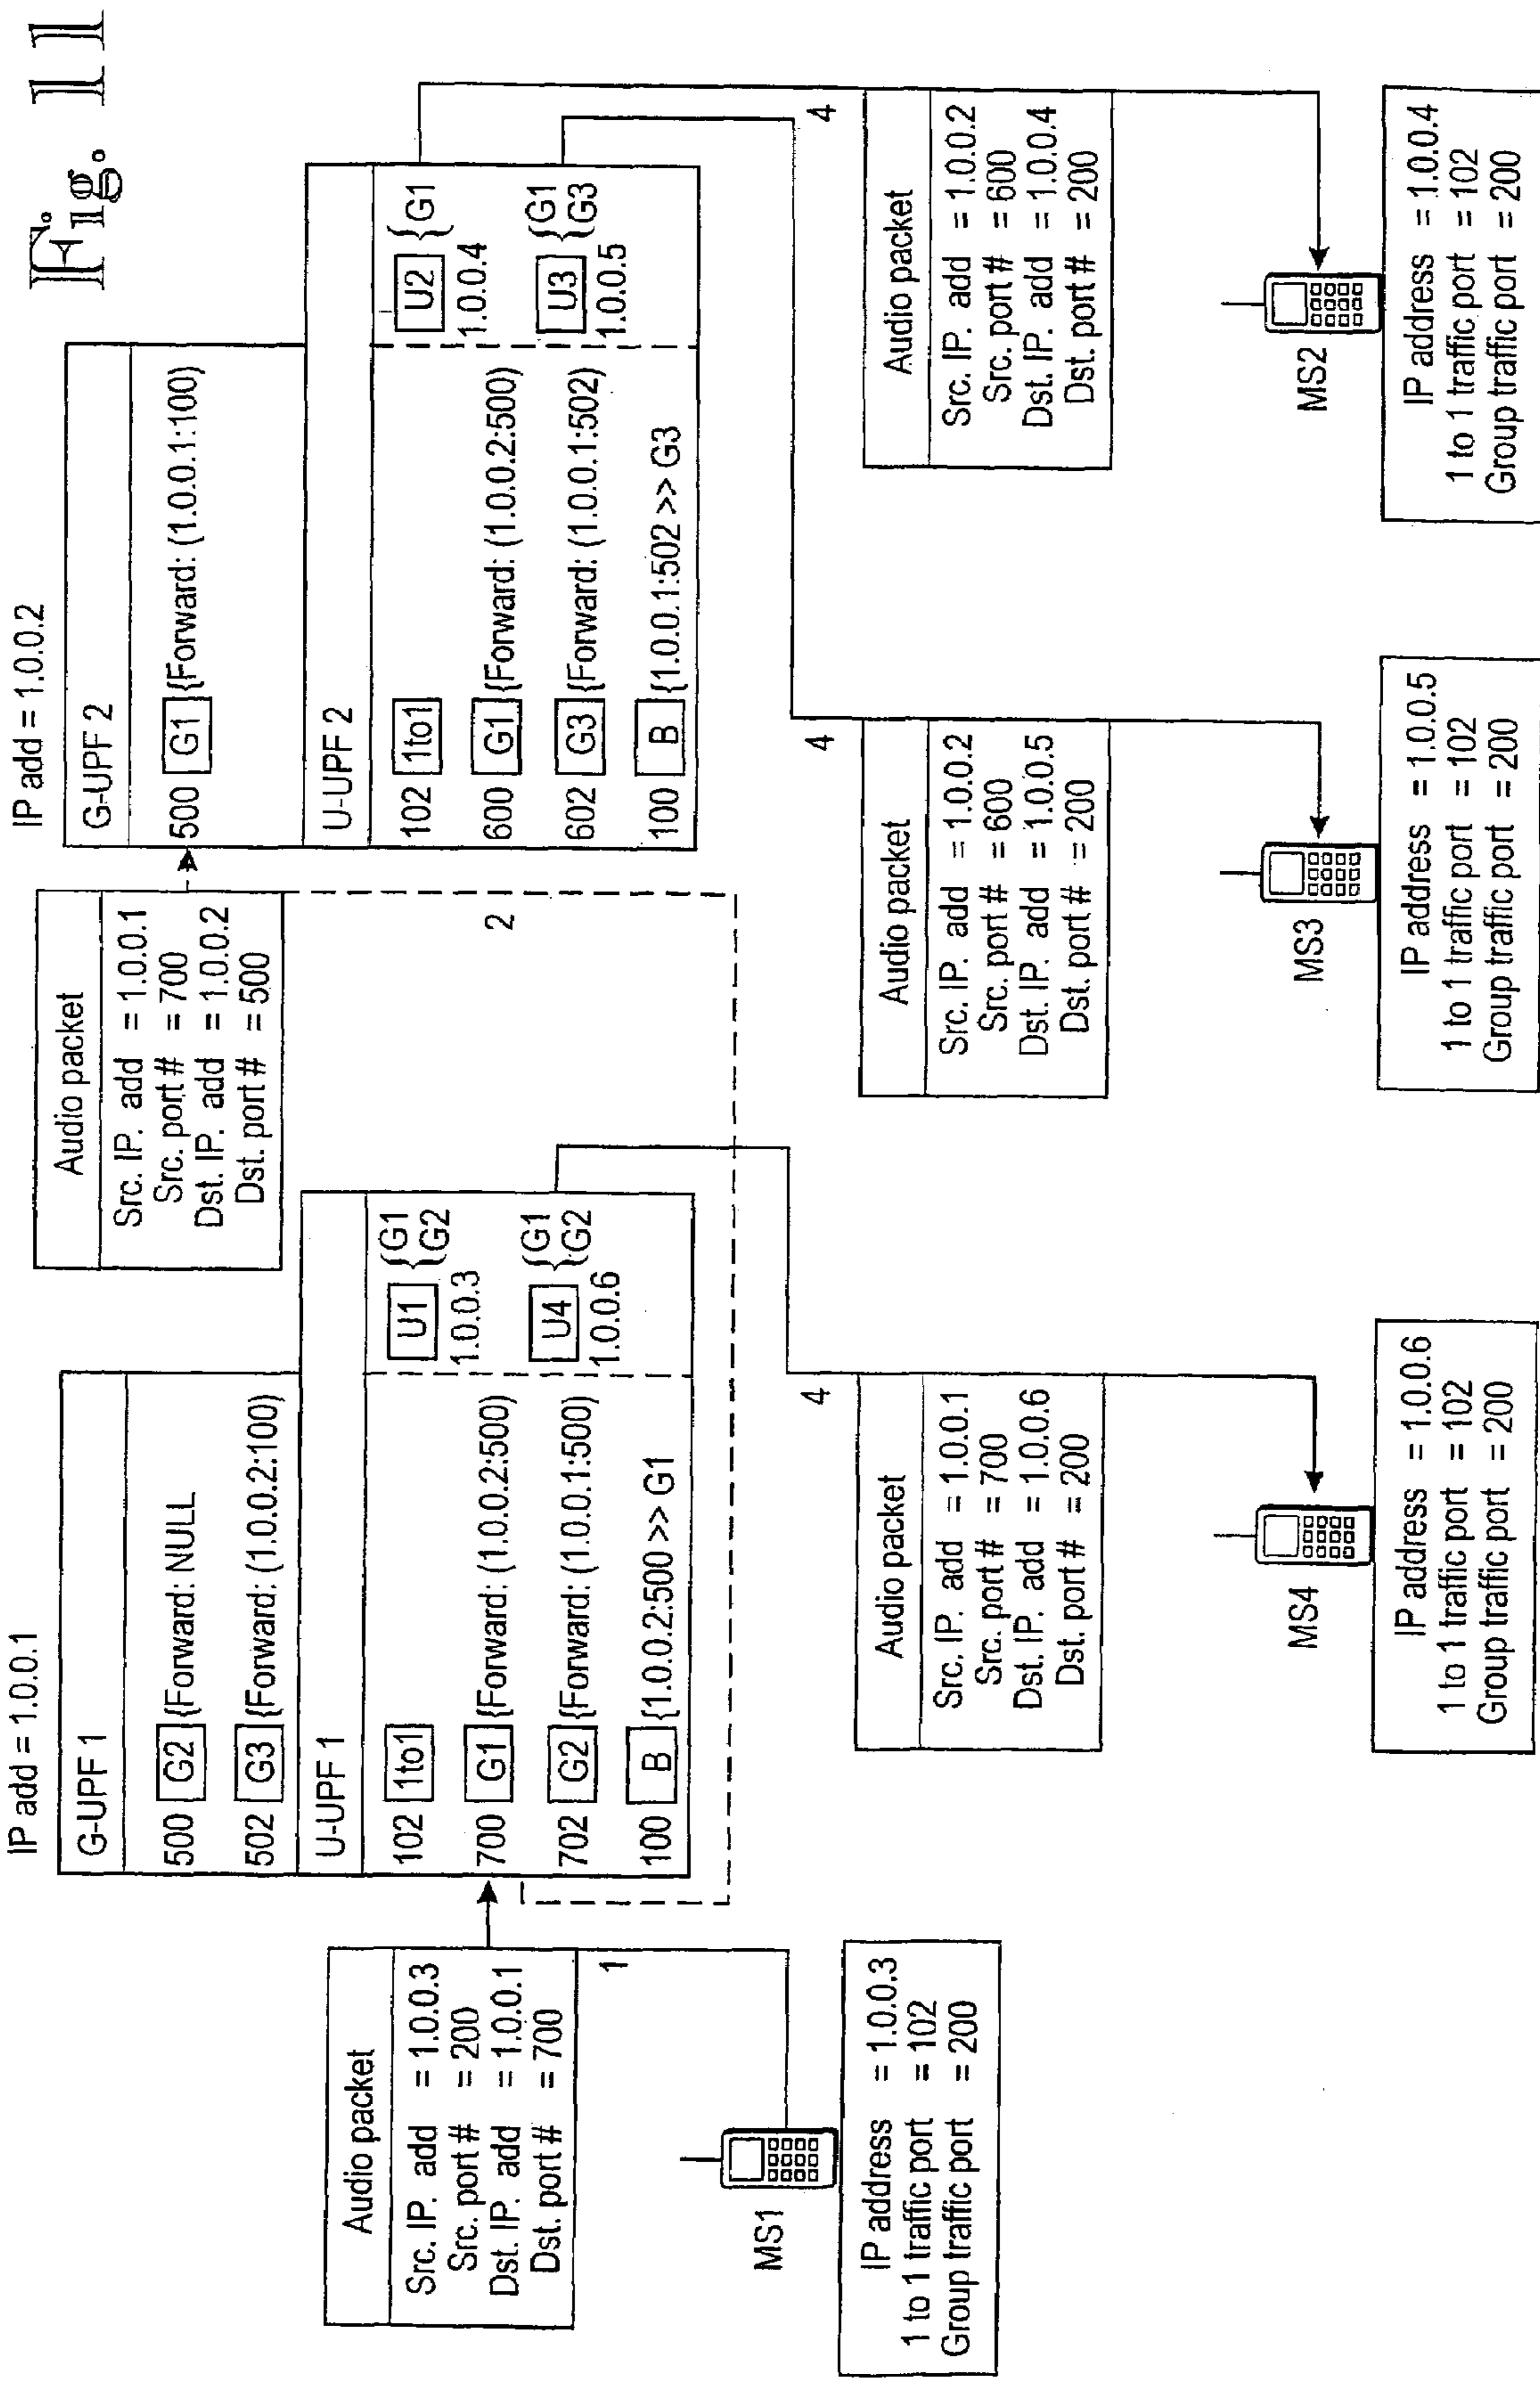 Fig. 11
IP add = 1.0.0.1
G-UPF 1
500 G2 {Forward: NULL
502 G3 {Forward: (1.0.0.2:100)
U-UPF1
102 1to1
700 G1 {Forward: (1.0.0.2:500)
702 G2 {Forward: (1.0.0.1:500)
100 B {1.0.0.2:500 >> G1
U1 {G1
{G2
1.0.0.3
U4 {G1
{G2
1.0.0.6
IP add = 1.0.0.2
G-UPF 2
500 G1 {Forward: (1.0.0.1:100)
U-UPF 2
102 1to1
600 G1 {Forward: (1.0.0.2:500)
602 G3 {Forward: (1.0.0.1:502)
100 B {1.0.0.1:502 >> G3
U2 {G1
1.0.0.4
U3 {G1
{G3
1.0.0.5
Audio packet
Src. IP. add = 1.0.0.1
Src. port# = 700
Dst. IP. add = 1.0.0.2
Dst. port# = 500
2
Audio packet
Src. IP. add = 1.0.0.3
Src. port# = 200
Dst. IP. add = 1.0.0.1
Dst. port# = 700
1
MS1
IP address = 1.0.0.3
1 to 1 traffic port = 102
Group traffic port = 200
4
Audio packet
Src. IP. add = 1.0.0.1
Src. port# = 700
Dst. IP. add = 1.0.0.6
Dst. port# = 200
MS4
IP address = 1.0.0.6
1 to 1 traffic port = 102
Group traffic port = 200
4
Audio packet
Src. IP. add = 1.0.0.2
Src. port# = 600
Dst. IP. add = 1.0.0.5
Dst. port# = 200
MS3
IP address = 1.0.0.5
1 to 1 traffic port = 102
Group traffic port = 200
4
Audio packet
Src. IP. add = 1.0.0.2
Src. port# = 600
Dst. IP. add = 1.0.0.4
Dst. port# = 200
MS2
IP address = 1.0.0.4
1 to 1 traffic port = 102
Group traffic port = 200